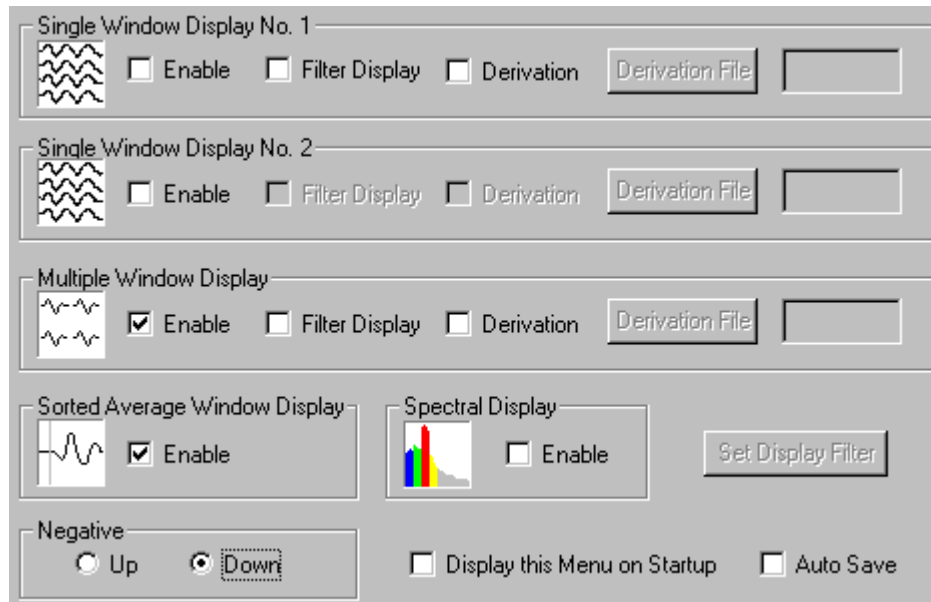 Single Window Display No. 1
Enable Filter Display Derivation Derivation File
Single Window Display No. 2
Enable Filter Display Derivation Derivation File
Multiple Window Display
Enable Filter Display Derivation Derivation File
Sorted Average Window Display Spectral Display
Enable Enable Set Display Filter
Negative
Up Down Display this Menu on Startup Auto Save